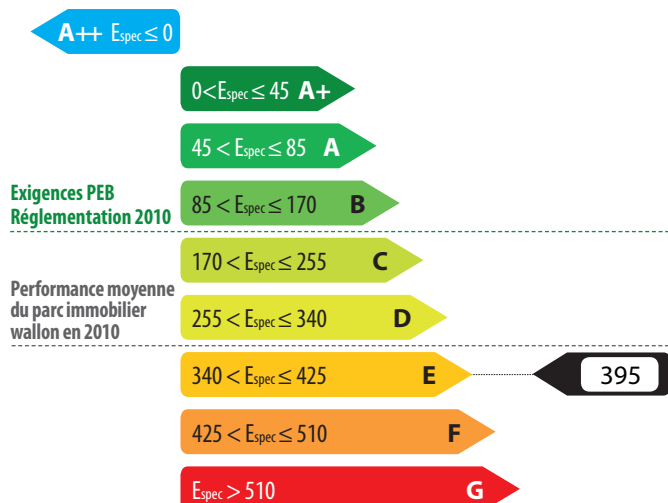 A++ Espec ≤ 0
0<Espec ≤ 45 A+
45 < Espec ≤ 85 A
Exigences PEB
Réglementation 2010
85 < Espec ≤ 170 B
170 < Espec ≤ 255 C
Performance moyenne
du parc immobilier
wallon en 2010
255 < Espec ≤ 340 D
340 < Espec ≤ 425 E
395
425 < Espec ≤ 510 F
Espec > 510 G